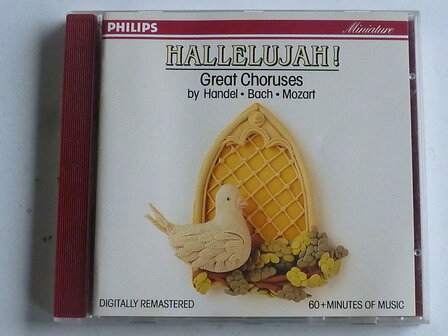 PHILIPS
Miniature
HALLELUJAH!
Great Choruses
by Handel • Bach • Mozart
DIGITALLY REMASTERED
60+MINUTES OF MUSIC